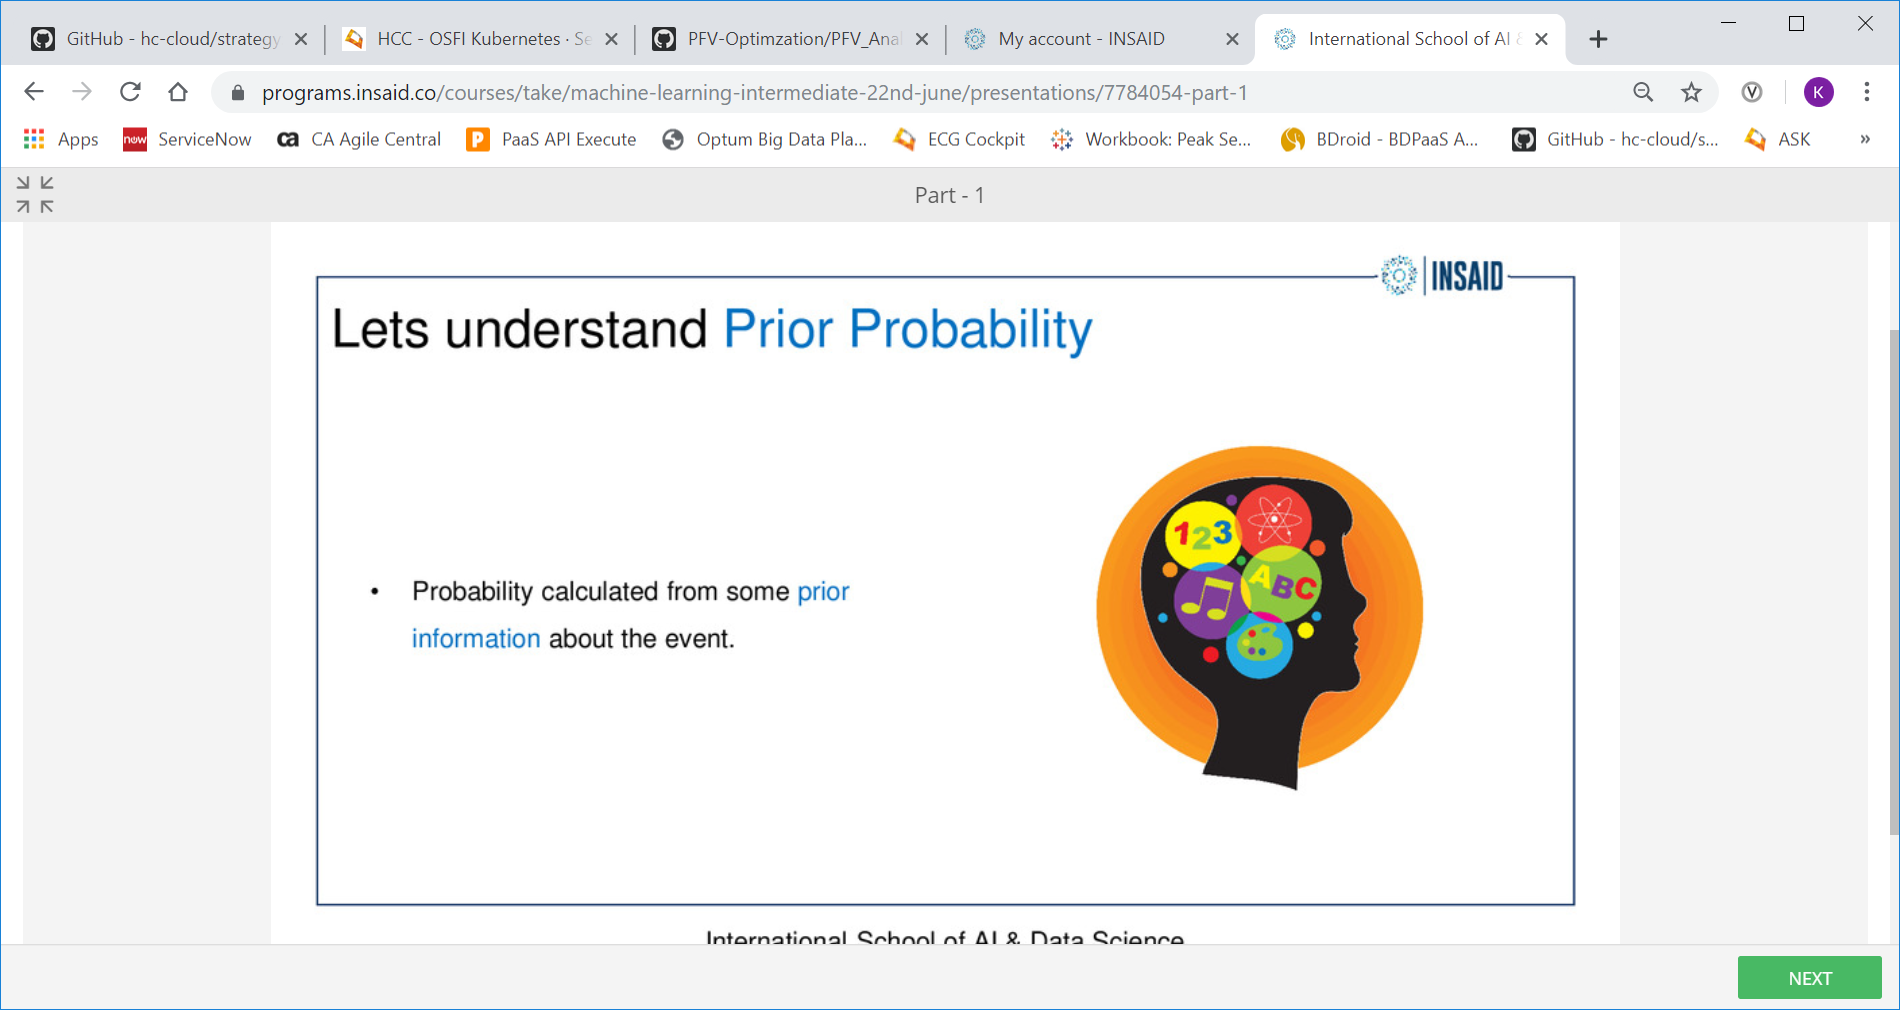 GitHub - hc-cloud/strategy
HCC - OSFI Kubernetes · Se
PFV-Optimzation/PFV_Anal
My account - INSAID
International School of AI &
programs.insaid.co/courses/take/machine-learning-intermediate-22nd-june/presentations/7784054-part-1
V
K
Apps
now
ServiceNow
ca
CA Agile Central
P
PaaS API Execute
Optum Big Data Pla...
ECG Cockpit
Workbook: Peak Se...
BDroid - BDPaaS A...
GitHub - hc-cloud/s...
ASK
»
Part - 1
INSAID
Lets understand Prior Probability
123
ABC
• Probability calculated from some prior
information about the event.
International School of AI & Data Science
NEXT